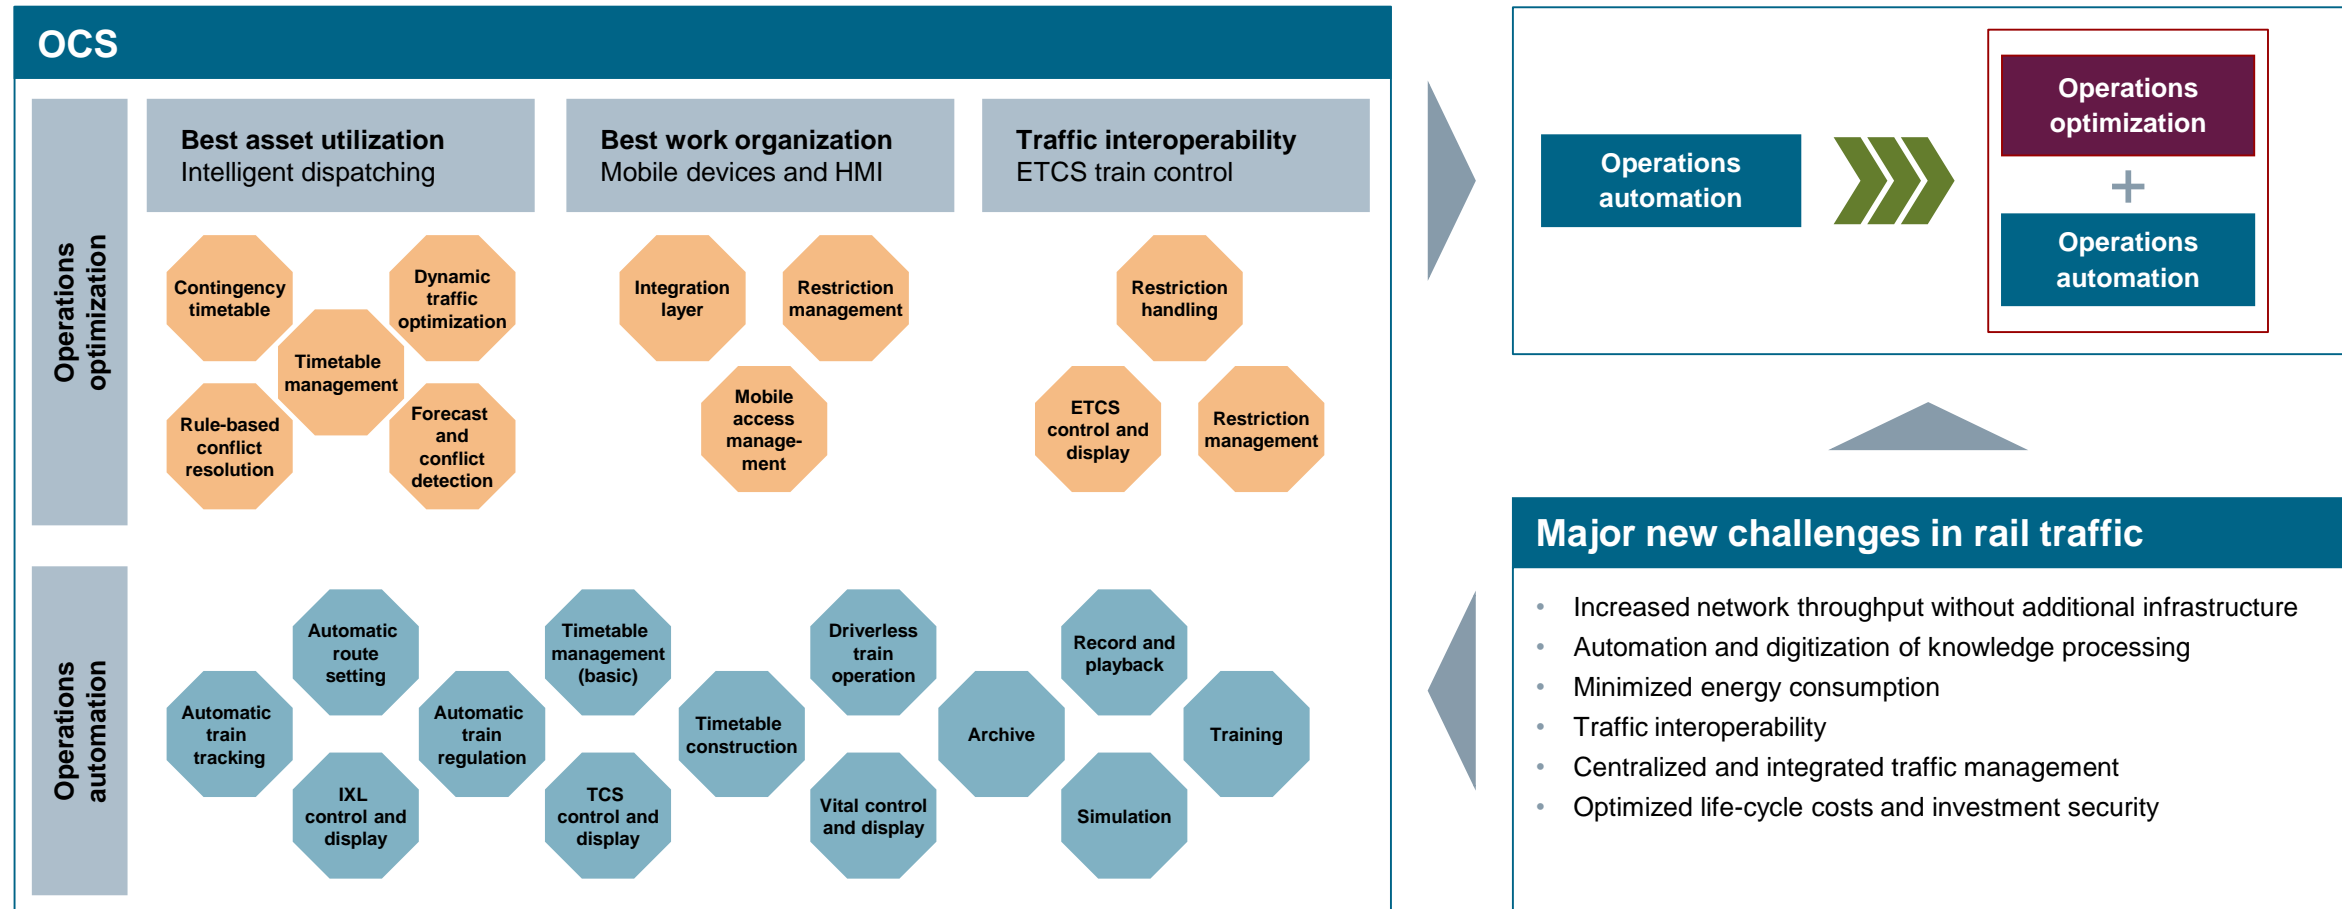 OCS
Operations
optimization
Best asset utilization
Intelligent dispatching
Best work organization
Mobile devices and HMI
Traffic interoperability
ETCS train control
Contingency
timetable
Dynamic
traffic
optimization
Timetable
management
Rule-based
conflict
resolution
Forecast
and
conflict
detection
Integration
layer
Restriction
management
Mobile
access
manage-
ment
Restriction
handling
ETCS
control and
display
Restriction
management
Operations
automation
Automatic
train
tracking
Automatic
route
setting
IXL
control and
display
Automatic
train
regulation
Timetable
management
(basic)
TCS
control and
display
Timetable
construction
Driverless
train
operation
Vital control
and display
Archive
Record and
playback
Simulation
Training
Operations
automation
Operations
optimization
+
Operations
automation
Major new challenges in rail traffic
• Increased network throughput without additional infrastructure
• Automation and digitization of knowledge processing
• Minimized energy consumption
• Traffic interoperability
• Centralized and integrated traffic management
• Optimized life-cycle costs and investment security